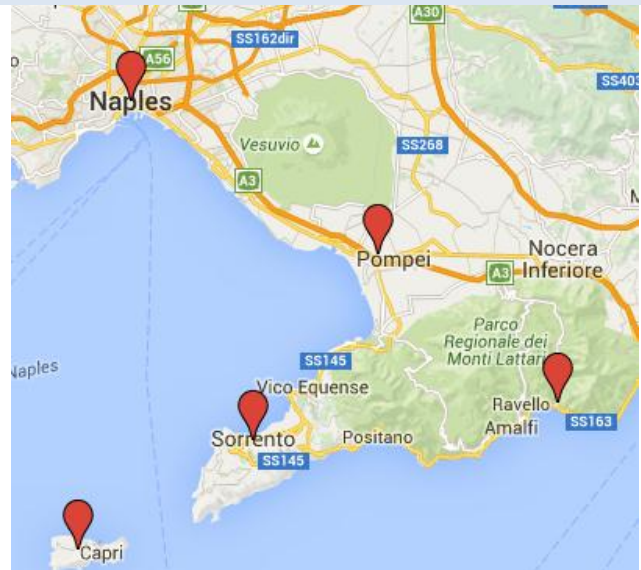 A30
SS162dir
A56
SS403
Naples
Vesuvio
SS268
A3
Pompei
Nocera
Inferiore
A3
Parco
Regionale dei
Monti Lattari
SS145
Naples
Vico Equense
Ravello
Amalfi
SS163
Sorrento
Positano
SS145
Capri